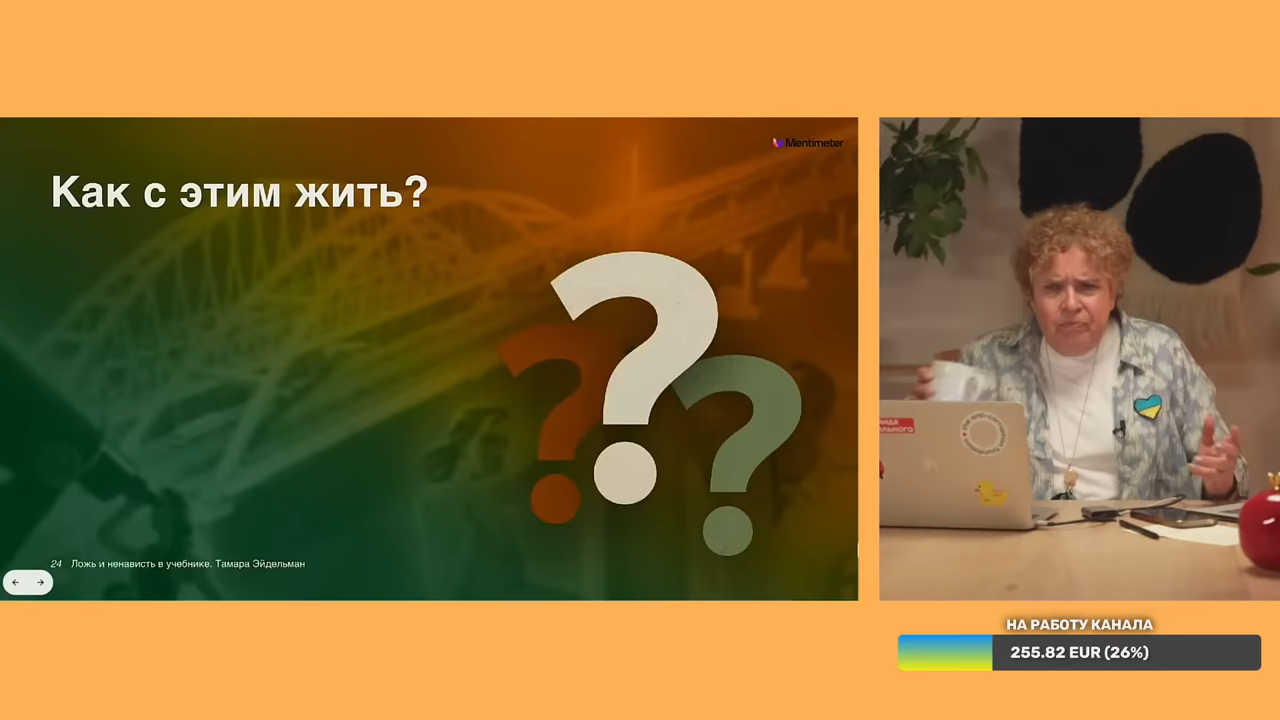 Mentimeter
Как с этим жить?
24 Ложь и ненависть в учебнике. Тамара Эйдельман
НА РАБОТУ КАНАЛА
255.82 EUR (26%)